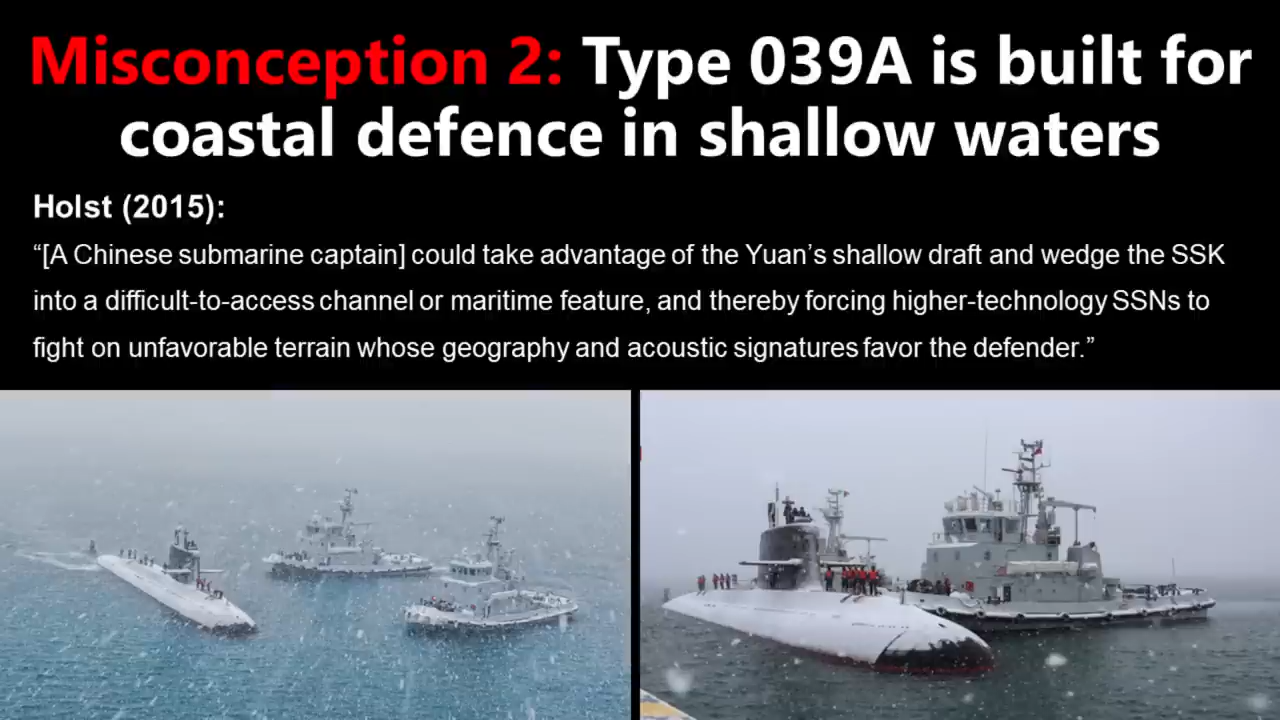 Misconception 2: Type 039A is built for
coastal defence in shallow waters
Holst (2015):
“[A Chinese submarine captain] could take advantage of the Yuan’s shallow draft and wedge the SSK
into a difficult-to-access channel or maritime feature, and thereby forcing higher-technology SSNs to
fight on unfavorable terrain whose geography and acoustic signatures favor the defender.”